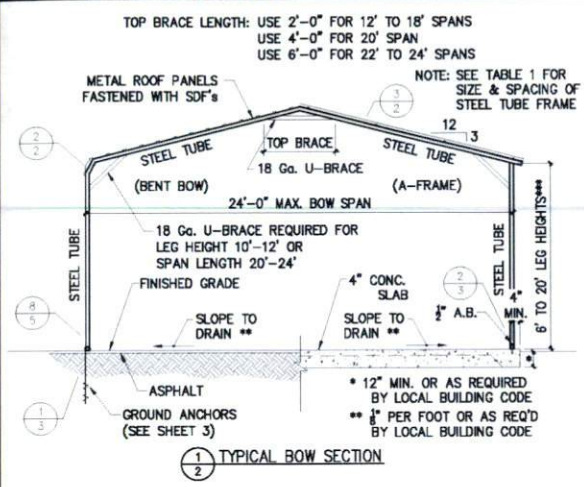 TOP BRACE LENGTH: USE 2'-0" FOR 12' TO 18' SPANS
USE 4'-0" FOR 20' SPAN
USE 6'-0" FOR 22' TO 24' SPANS
METAL ROOF PANELS
FASTENED WITH SDF's
NOTE: SEE TABLE 1 FOR
SIZE & SPACING OF
STEEL TUBE FRAME
3
2
12
3
2
2
STEEL TUBE
TOP BRACE
STEEL TUBE
18 Ga. U-BRACE
(BENT BOW)
(A-FRAME)
24'-0" MAX. BOW SPAN
STEEL TUBE
18 Ga. U-BRACE REQUIRED FOR
LEG HEIGHT 10'-12' OR
SPAN LENGTH 20'-24'
STEEL TUBE
6' TO 20' LEG HEIGHTS***
FINISHED GRADE
4" CONC.
SLAB
2
3
4"
MIN.
8
5
SLOPE TO
DRAIN **
SLOPE TO
DRAIN **
½" A.B.
*
ASPHALT
1
3
GROUND ANCHORS
(SEE SHEET 3)
* 12" MIN. OR AS REQUIRED
BY LOCAL BUILDING CODE
** ⅛" PER FOOT OR AS REQ'D
BY LOCAL BUILDING CODE
1
2
TYPICAL BOW SECTION